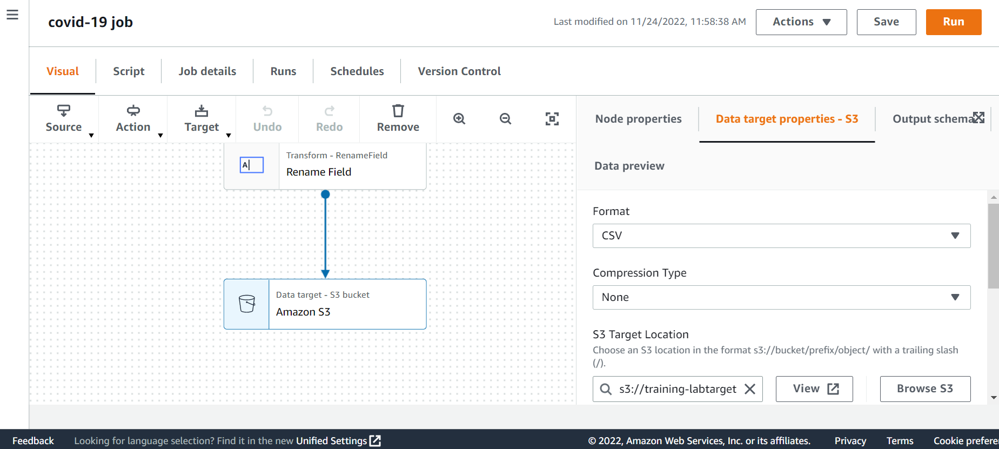 covid-19 job
Last modified on 11/24/2022, 11:58:38 AM
Actions
Save
Run
Visual
Script
Job details
Runs
Schedules
Version Control
Source
Action
Target
Undo
Redo
Remove
Node properties
Data target properties - S3
Output schema
Data preview
A
Transform - RenameField
Rename Field
Data target - S3 bucket
Amazon S3
Format
CSV
Compression Type
None
S3 Target Location
Choose an S3 location in the format s3://bucket/prefix/object/ with a trailing slash
(/).
s3://training-labtarget
View
Browse S3
Feedback
Looking for language selection? Find it in the new Unified Settings
© 2022, Amazon Web Services, Inc. or its affiliates.
Privacy
Terms
Cookie prefere